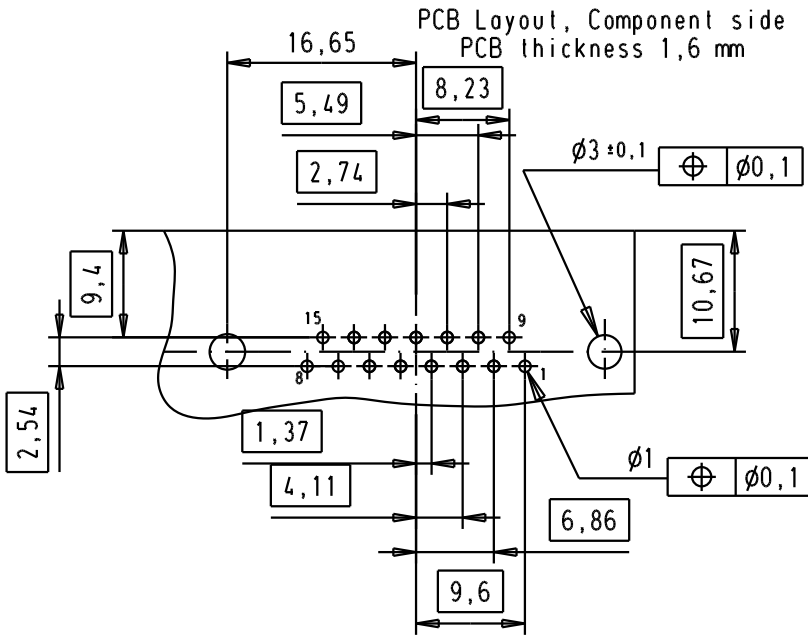 PCB Layout, Component side
PCB thickness 1,6 mm
16,65
8,23
5,49
2,74
Ø3 ±0,1
Ø0,1
9,4
10,67
15
9
8
1
2,54
1,37
4,11
Ø1
Ø0,1
6,86
9,6